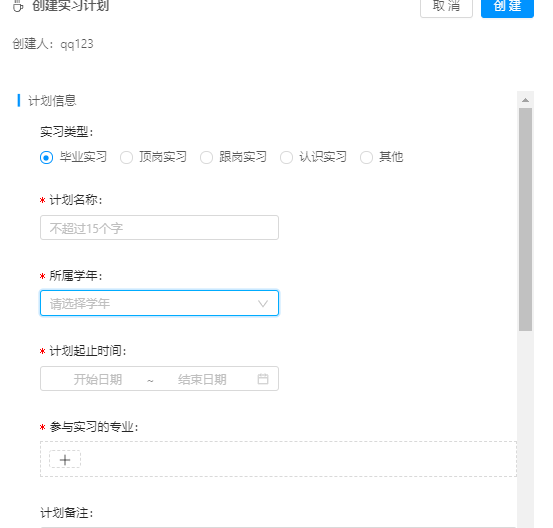 创建实习计划 取 消 创 建
创建人：qq123
计划信息
实习类型：
毕业实习 顶岗实习 跟岗实习 认识实习 其他
* 计划名称：
不超过15个字
* 所属学年：
请选择学年
* 计划起止时间：
开始日期 ~ 结束日期
* 参与实习的专业：
+
计划备注：